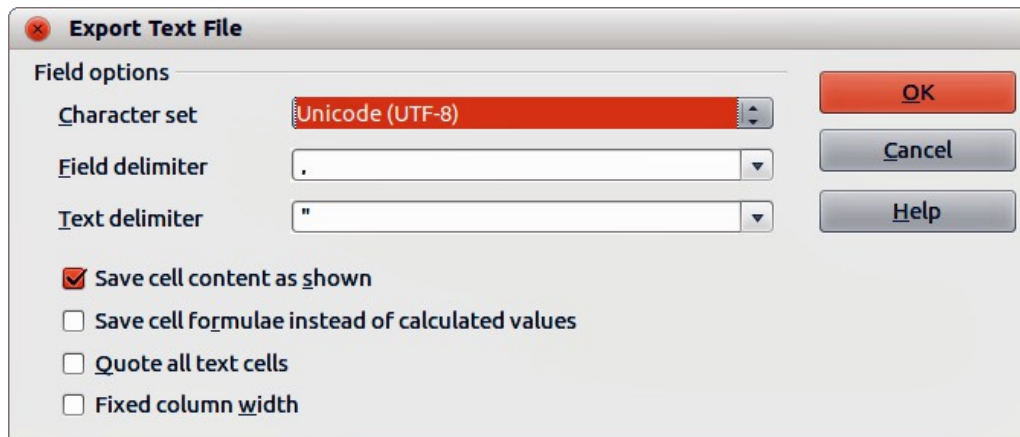 Export Text File
Field options
OK
Character set
Unicode (UTF-8)
Cancel
Field delimiter
,
Text delimiter
"
Help
Save cell content as shown
Save cell formulae instead of calculated values
Quote all text cells
Fixed column width